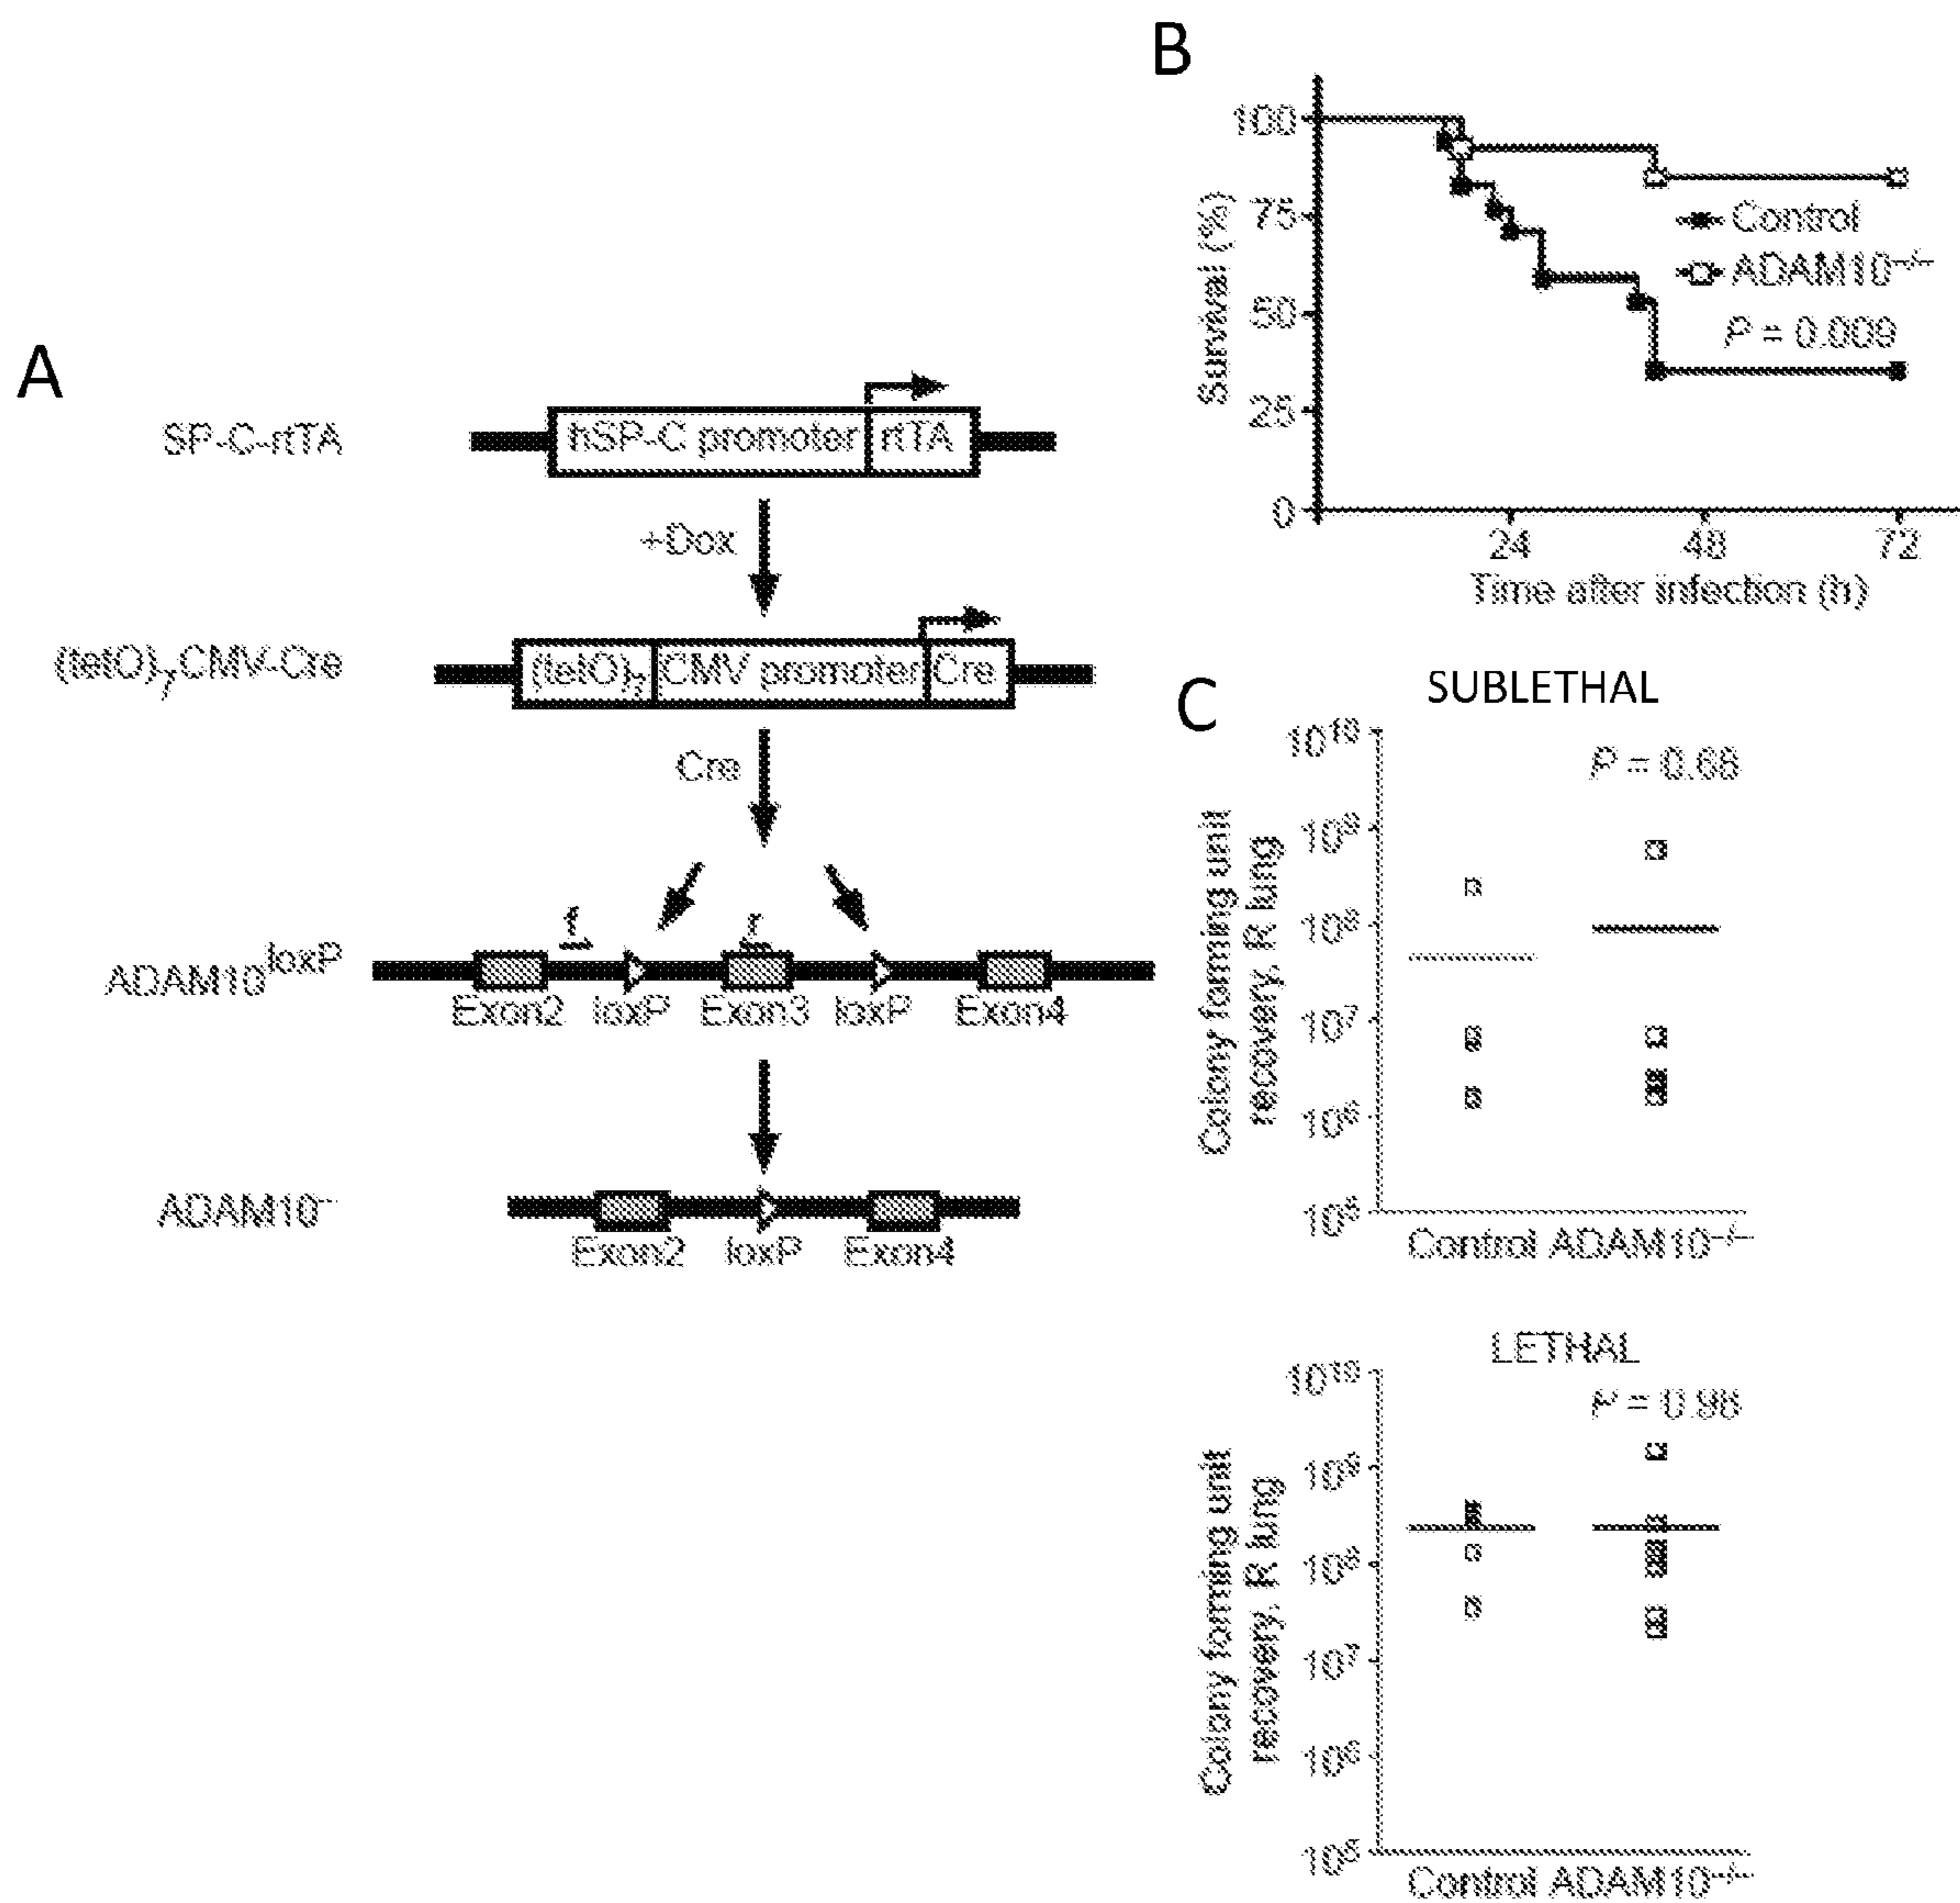 A
SP-C-rtTA
hSP-C promoter rtTA
+Dox
(tetO)₇CMV-Cre
(tetO)₇ CMV promoter Cre
Cre
f r
ADAM10loxP
Exon2 loxP Exon3 loxP Exon4
ADAM10⁻
Exon2 loxP Exon4
B
100
75
50
25
0
Survival (%)
Control
ADAM10⁻/⁻
P = 0.009
24 48 72
Time after infection (h)
C
SUBLETHAL
P = 0.68
Colony forming unit
recovery, R lung
10¹⁰
10⁹
10⁸
10⁷
10⁶
10⁵
Control ADAM10⁻/⁻
LETHAL
P = 0.98
Colony foming unit
recovery, R lung
10¹⁰
10⁹
10⁸
10⁷
10⁶
10⁵
Control ADAM10⁻/⁻